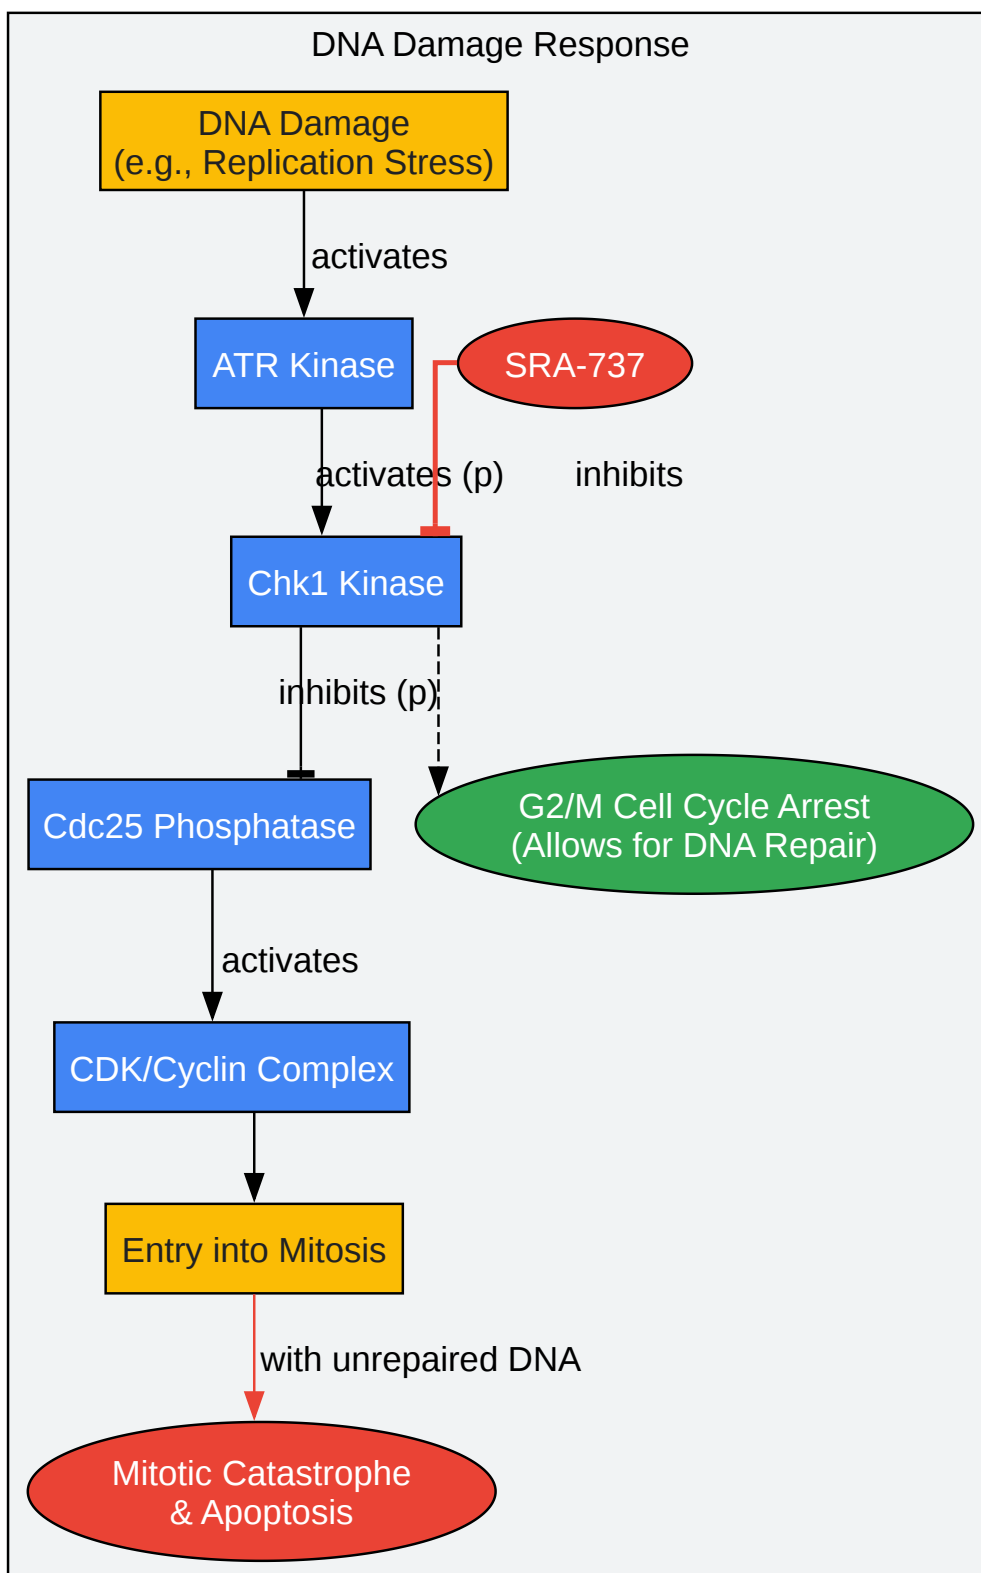 DNA Damage Response
DNA Damage
(e.g., Replication Stress)
activates
ATR Kinase
SRA-737
activates (p)
inhibits
Chk1 Kinase
inhibits (p)
Cdc25 Phosphatase
G2/M Cell Cycle Arrest
(Allows for DNA Repair)
activates
CDK/Cyclin Complex
Entry into Mitosis
with unrepaired DNA
Mitotic Catastrophe
& Apoptosis